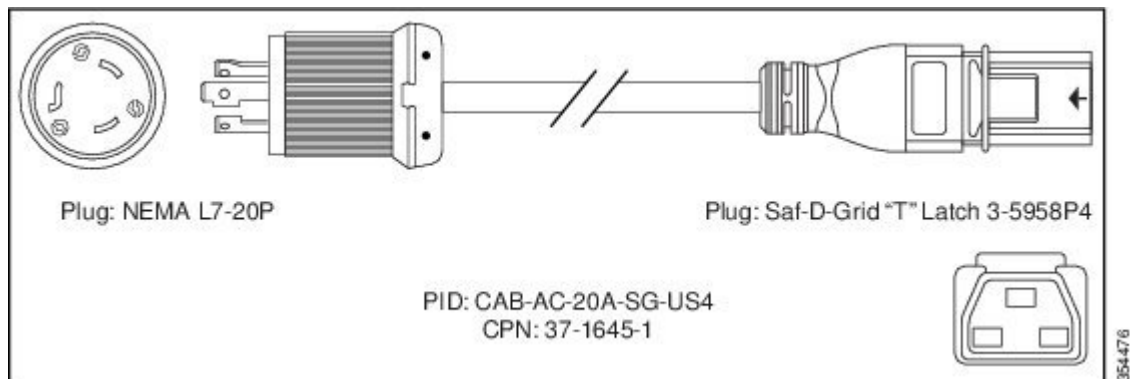 Plug: NEMA L7-20P
Plug: Saf-D-Grid “T” Latch 3-5958P4
PID: CAB-AC-20A-SG-US4
CPN: 37-1645-1
354476